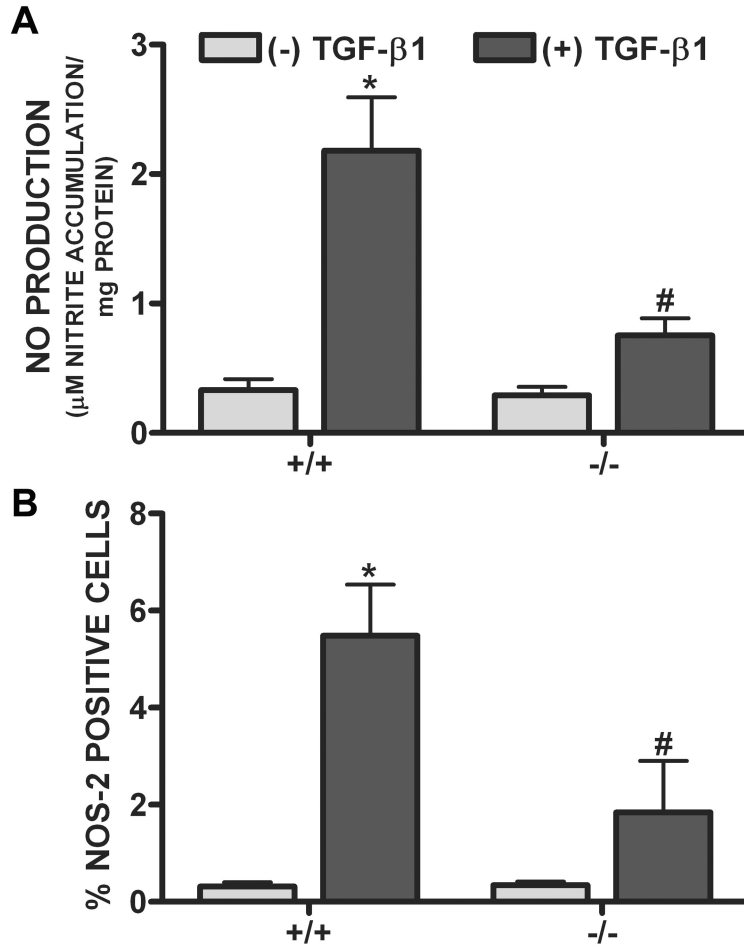 A
(-) TGF-β1 (+) TGF-β1
NO PRODUCTION
(μM NITRITE ACCUMULATION/
mg PROTEIN)
3
2
1
0
*
#
+/+ -/-
B
% NOS-2 POSITIVE CELLS
8
6
4
2
0
*
#
+/+ -/-